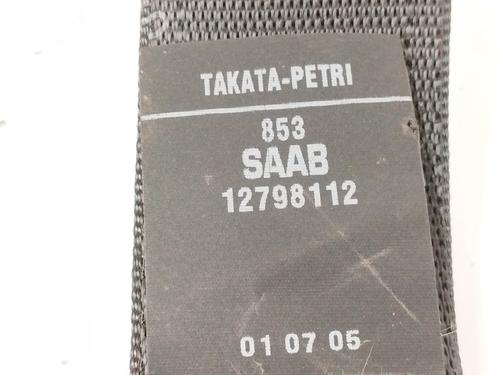 TAKATA-PETRI
853
SAAB
12798112
01 07 05